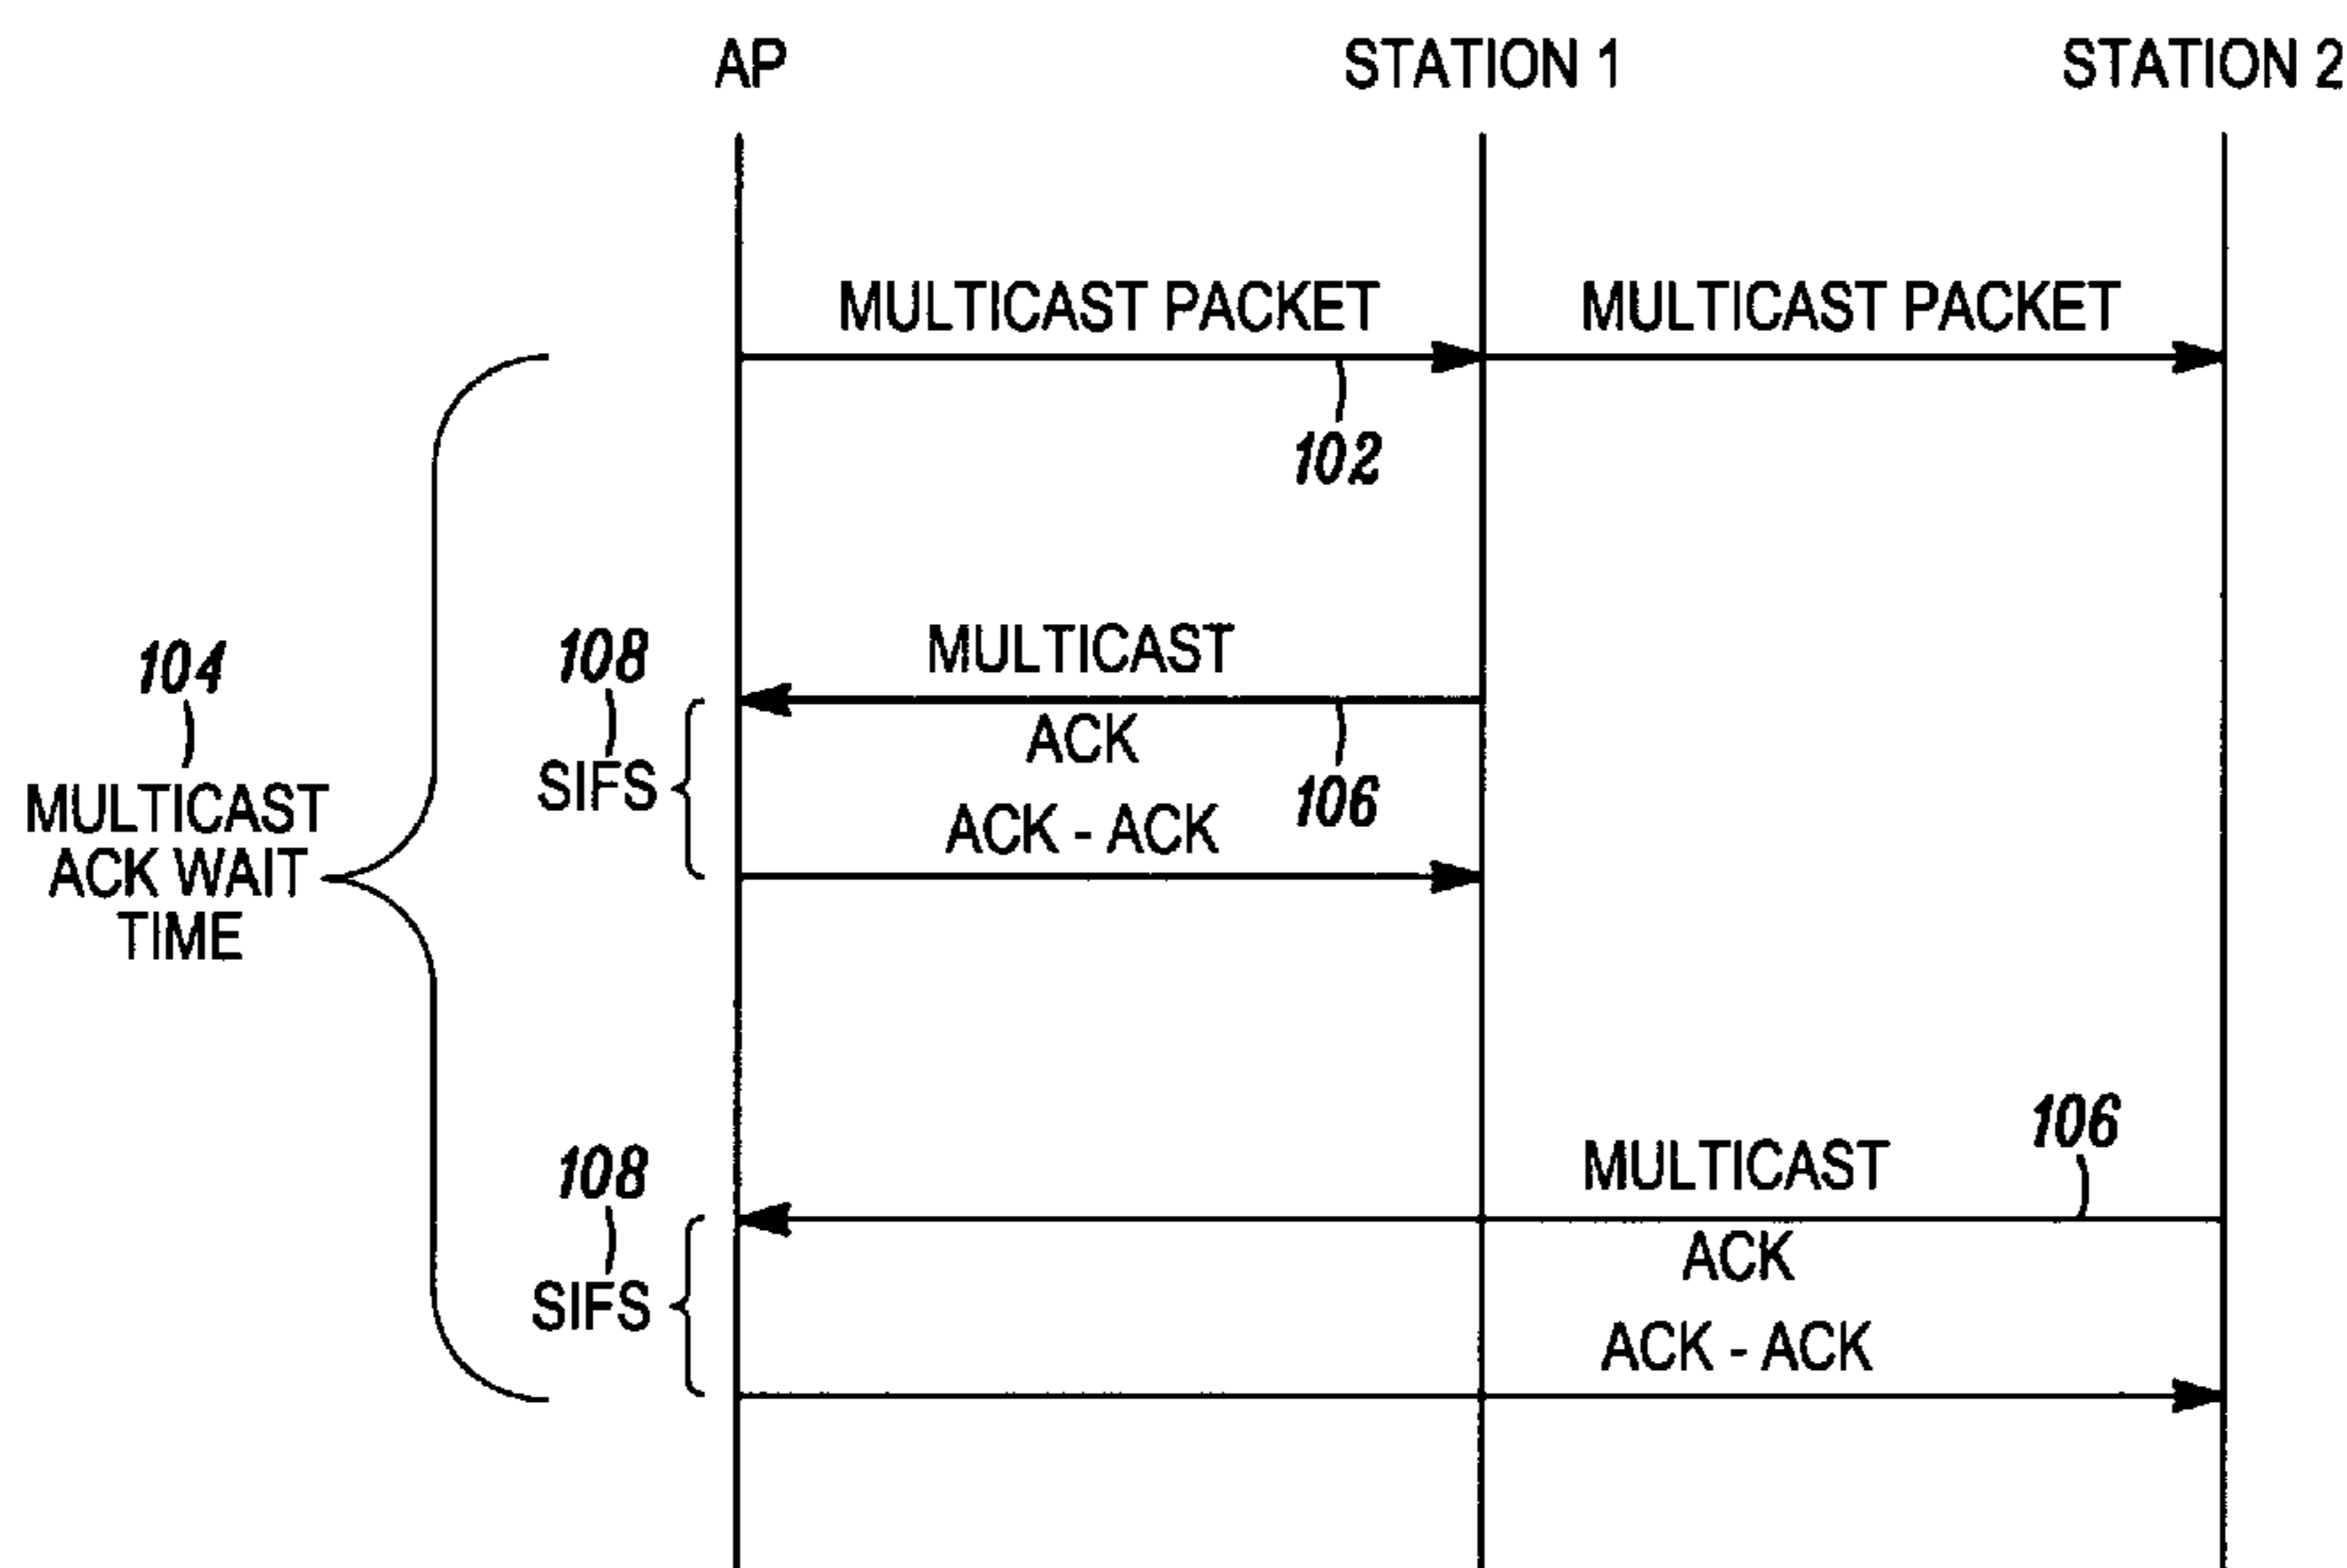 AP STATION 1 STATION 2
MULTICAST PACKET MULTICAST PACKET
102
108 MULTICAST
104
ACK
SIFS 106
MULTICAST
ACK - ACK
ACK WAIT
TIME
108 MULTICAST 106
ACK
SIFS
ACK - ACK